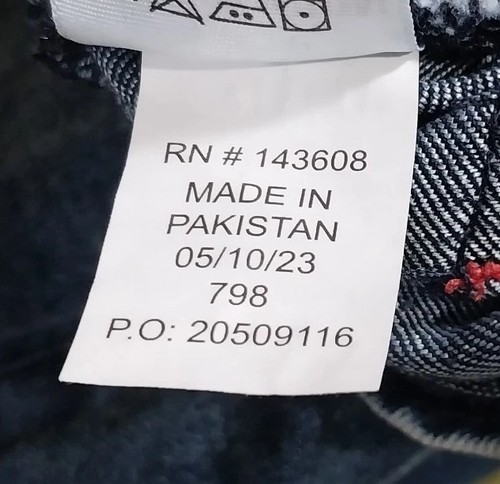 RN # 143608
MADE IN
PAKISTAN
05/10/23
798
P.O: 20509116